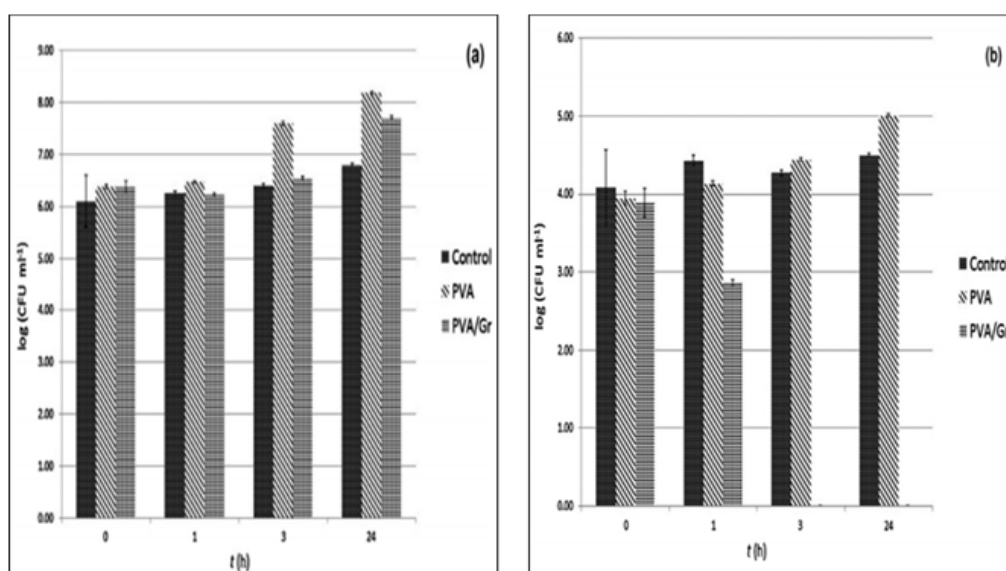 (a)
9.00
8.00
7.00
6.00
5.00
4.00
3.00
2.00
1.00
0.00
log (CFU ml⁻¹)
0 1 3 24
t (h)
Control
PVA
PVA/Gr
(b)
6.00
5.00
4.00
3.00
2.00
1.00
0.00
log (CFU ml⁻¹)
0 1 3 24
t (h)
Control
PVA
PVA/G